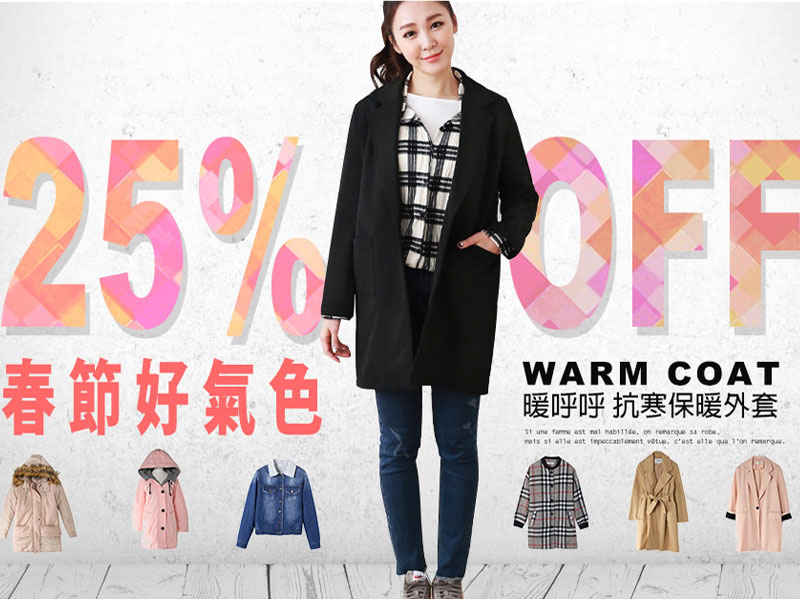 25% OFF
春節好氣色
WARM COAT
暖呼呼 抗寒保暖外套
Si une femme est mal habillée, on remarque sa robe,
mais si elle est impeccablement vêtue, c'est elle que l'on remarque.